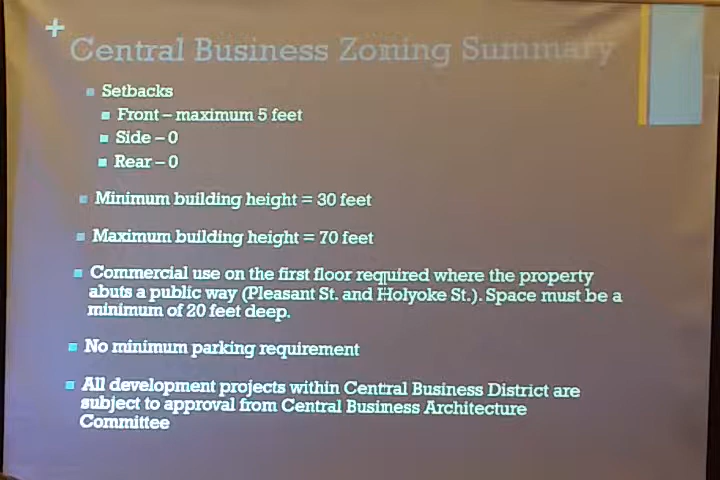 +
Central Business Zoning Summary
Setbacks
Front – maximum 5 feet
Side – 0
Rear – 0
Minimum building height = 30 feet
Maximum building height = 70 feet
Commercial use on the first floor required where the property
abuts a public way (Pleasant St. and Holyoke St.). Space must be a
minimum of 20 feet deep.
No minimum parking requirement
All development projects within Central Business District are
subject to approval from Central Business Architecture
Committee